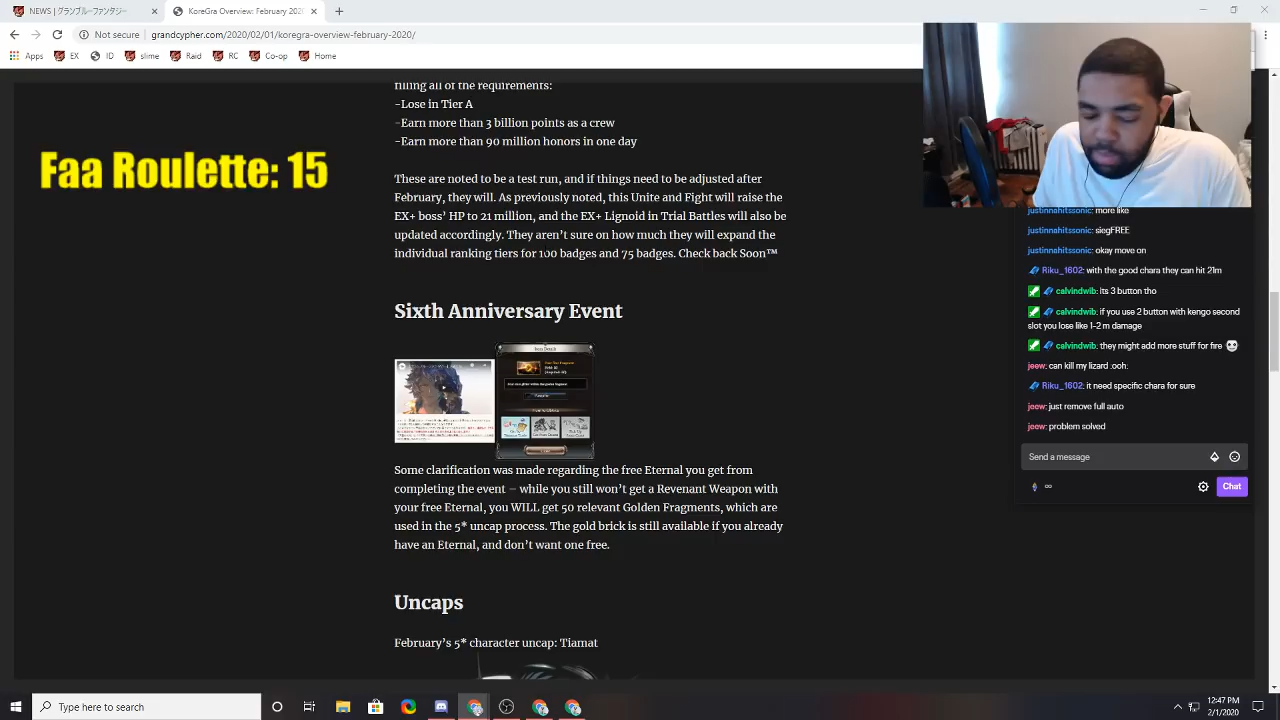 NEWS | グランブルーファンタジー
KoreGra Overview: February 202
Not secure | grandcypher.com/2020/02/01/koregra-overview-february-2020/
Apps EX ID slime Raid RC Co-op Home
filling all of the requirements:
-Lose in Tier A
-Earn more than 3 billion points as a crew
-Earn more than 90 million honors in one day
Faa Roulette: 15
These are noted to be a test run, and if things need to be adjusted after
February, they will. As previously noted, this Unite and Fight will raise the
EX+ boss' HP to 21 million, and the EX+ Lignoid in Trial Battles will also be
updated accordingly. They aren't sure on how much they will expand the
individual ranking tiers for 100 badges and 75 badges. Check back Soon™
Sixth Anniversary Event
Some clarification was made regarding the free Eternal you get from
completing the event – while you still won't get a Revenant Weapon with
your free Eternal, you WILL get 50 relevant Golden Fragments, which are
used in the 5* uncap process. The gold brick is still available if you already
have an Eternal, and don't want one free.
Uncaps
February's 5* character uncap: Tiamat
justinnahitssonic: more like
justinnahitssonic: siegFREE
justinnahitssonic: okay move on
Riku_1602: with the good chara they can hit 21m
calvindwib: Its 3 button tho
calvindwib: if you use 2 button with kengo second
slot you lose like 1-2 m damage
calvindwib: they might add more stuff for fire
jeew: can kill my lizard :ooh:
Riku_1602: it need specific chara for sure
jeew: just remove full auto
jeew: problem solved
Send a message
∞
Chat
Type here to search
12:47 PM
2/1/2020